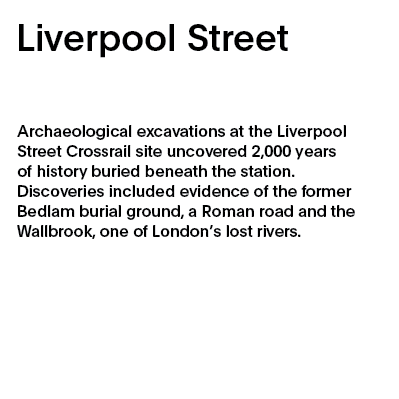 Liverpool Street
Archaeological excavations at the Liverpool
Street Crossrail site uncovered 2,000 years
of history buried beneath the station.
Discoveries included evidence of the former
Bedlam burial ground, a Roman road and the
Wallbrook, one of London’s lost rivers.